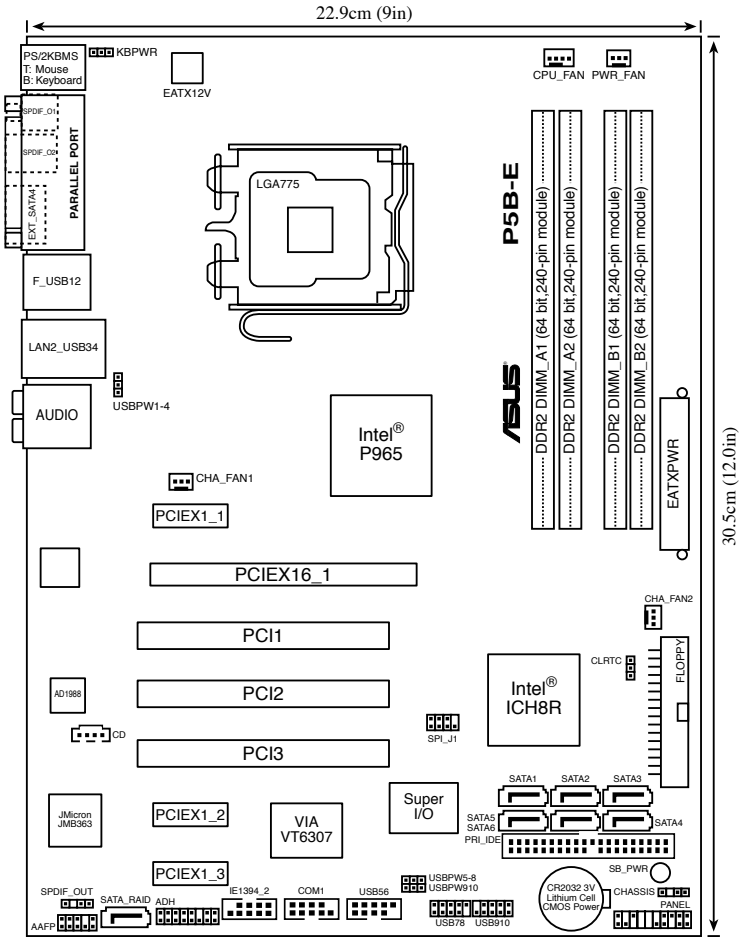 22.9cm (9in)
PS/2KBMS
T: Mouse
B: Keyboard
KBPWR
EATX12V
CPU_FAN
PWR_FAN
SPDIF_O1
SPDIF_O2
EXT_SATA4
PARALLEL PORT
LGA775
P5B-E
ASUS
DDR2 DIMM_A1 (64 bit,240-pin module)
DDR2 DIMM_A2 (64 bit,240-pin module)
DDR2 DIMM_B1 (64 bit,240-pin module)
DDR2 DIMM_B2 (64 bit,240-pin module)
30.5cm (12.0in)
F_USB12
LAN2_USB34
USBPW1-4
AUDIO
Intel®
P965
EATXPWR
CHA_FAN1
PCIEX1_1
PCIEX16_1
CHA_FAN2
PCI1
CLRTC
FLOPPY
AD1988
PCI2
Intel®
ICH8R
CD
SPI_J1
PCI3
SATA1
SATA2
SATA3
JMicron
JMB363
PCIEX1_2
VIA
VT6307
Super
I/O
SATA5
SATA6
SATA4
PRI_IDE
PCIEX1_3
SB_PWR
USBPW5-8
USBPW910
CR2032 3V
Lithium Cell
CMOS Power
CHASSIS
PANEL
SPDIF_OUT
SATA_RAID
ADH
IE1394_2
COM1
USB56
AAFP
USB78
USB910